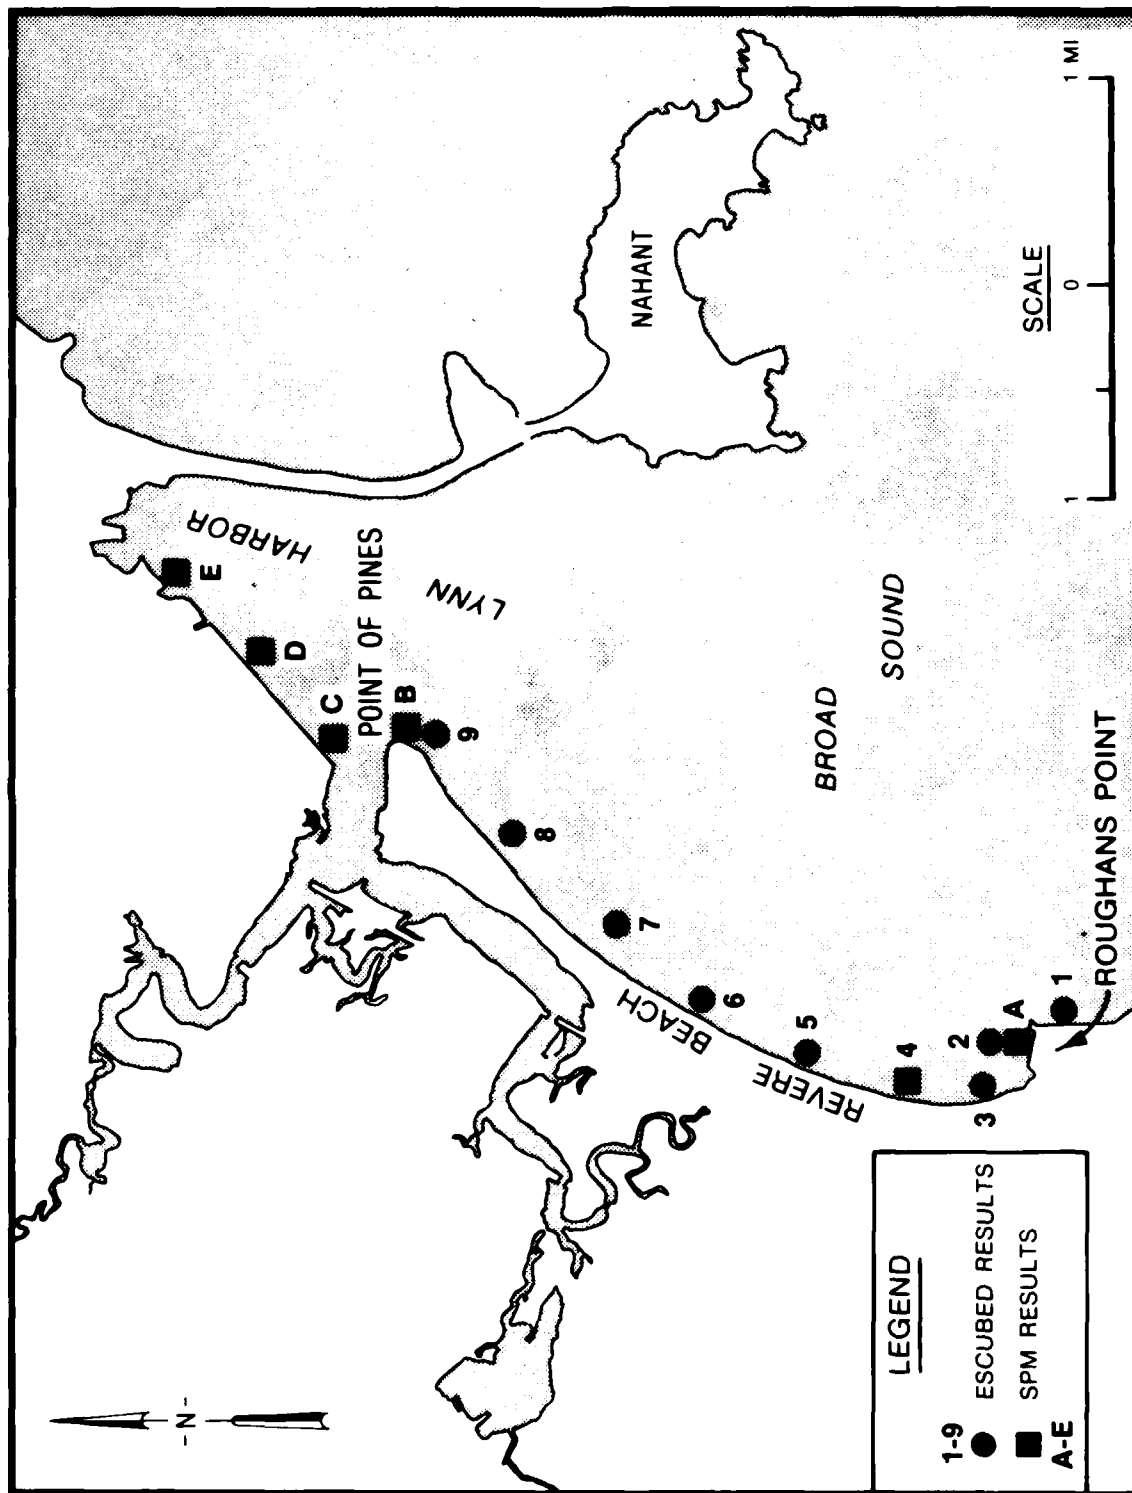 -N-
HARBOR
LYNN
POINT OF PINES
NAHANT
E
D
C
B
9
8
7
6
5
4
3
2
A
1
REVERE
BEACH
BROAD
SOUND
ROUGHANS POINT
SCALE
1 0 1 MI
LEGEND
1-9 ESCUBED RESULTS
SPM RESULTS
A-E